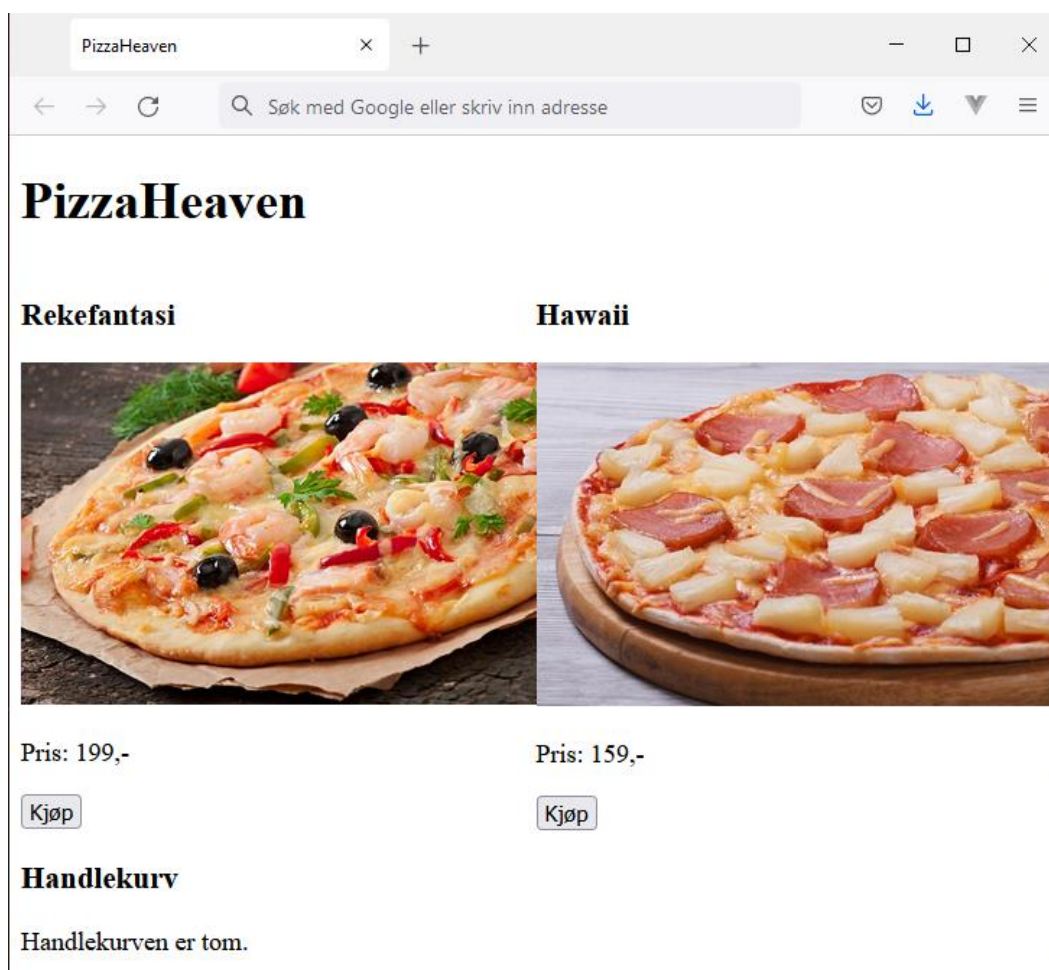 PizzaHeaven
Søk med Google eller skriv inn adresse
PizzaHeaven
Rekefantasi
Hawaii
Pris: 199,-
Pris: 159,-
Kjøp
Kjøp
Handlekurv
Handlekurven er tom.